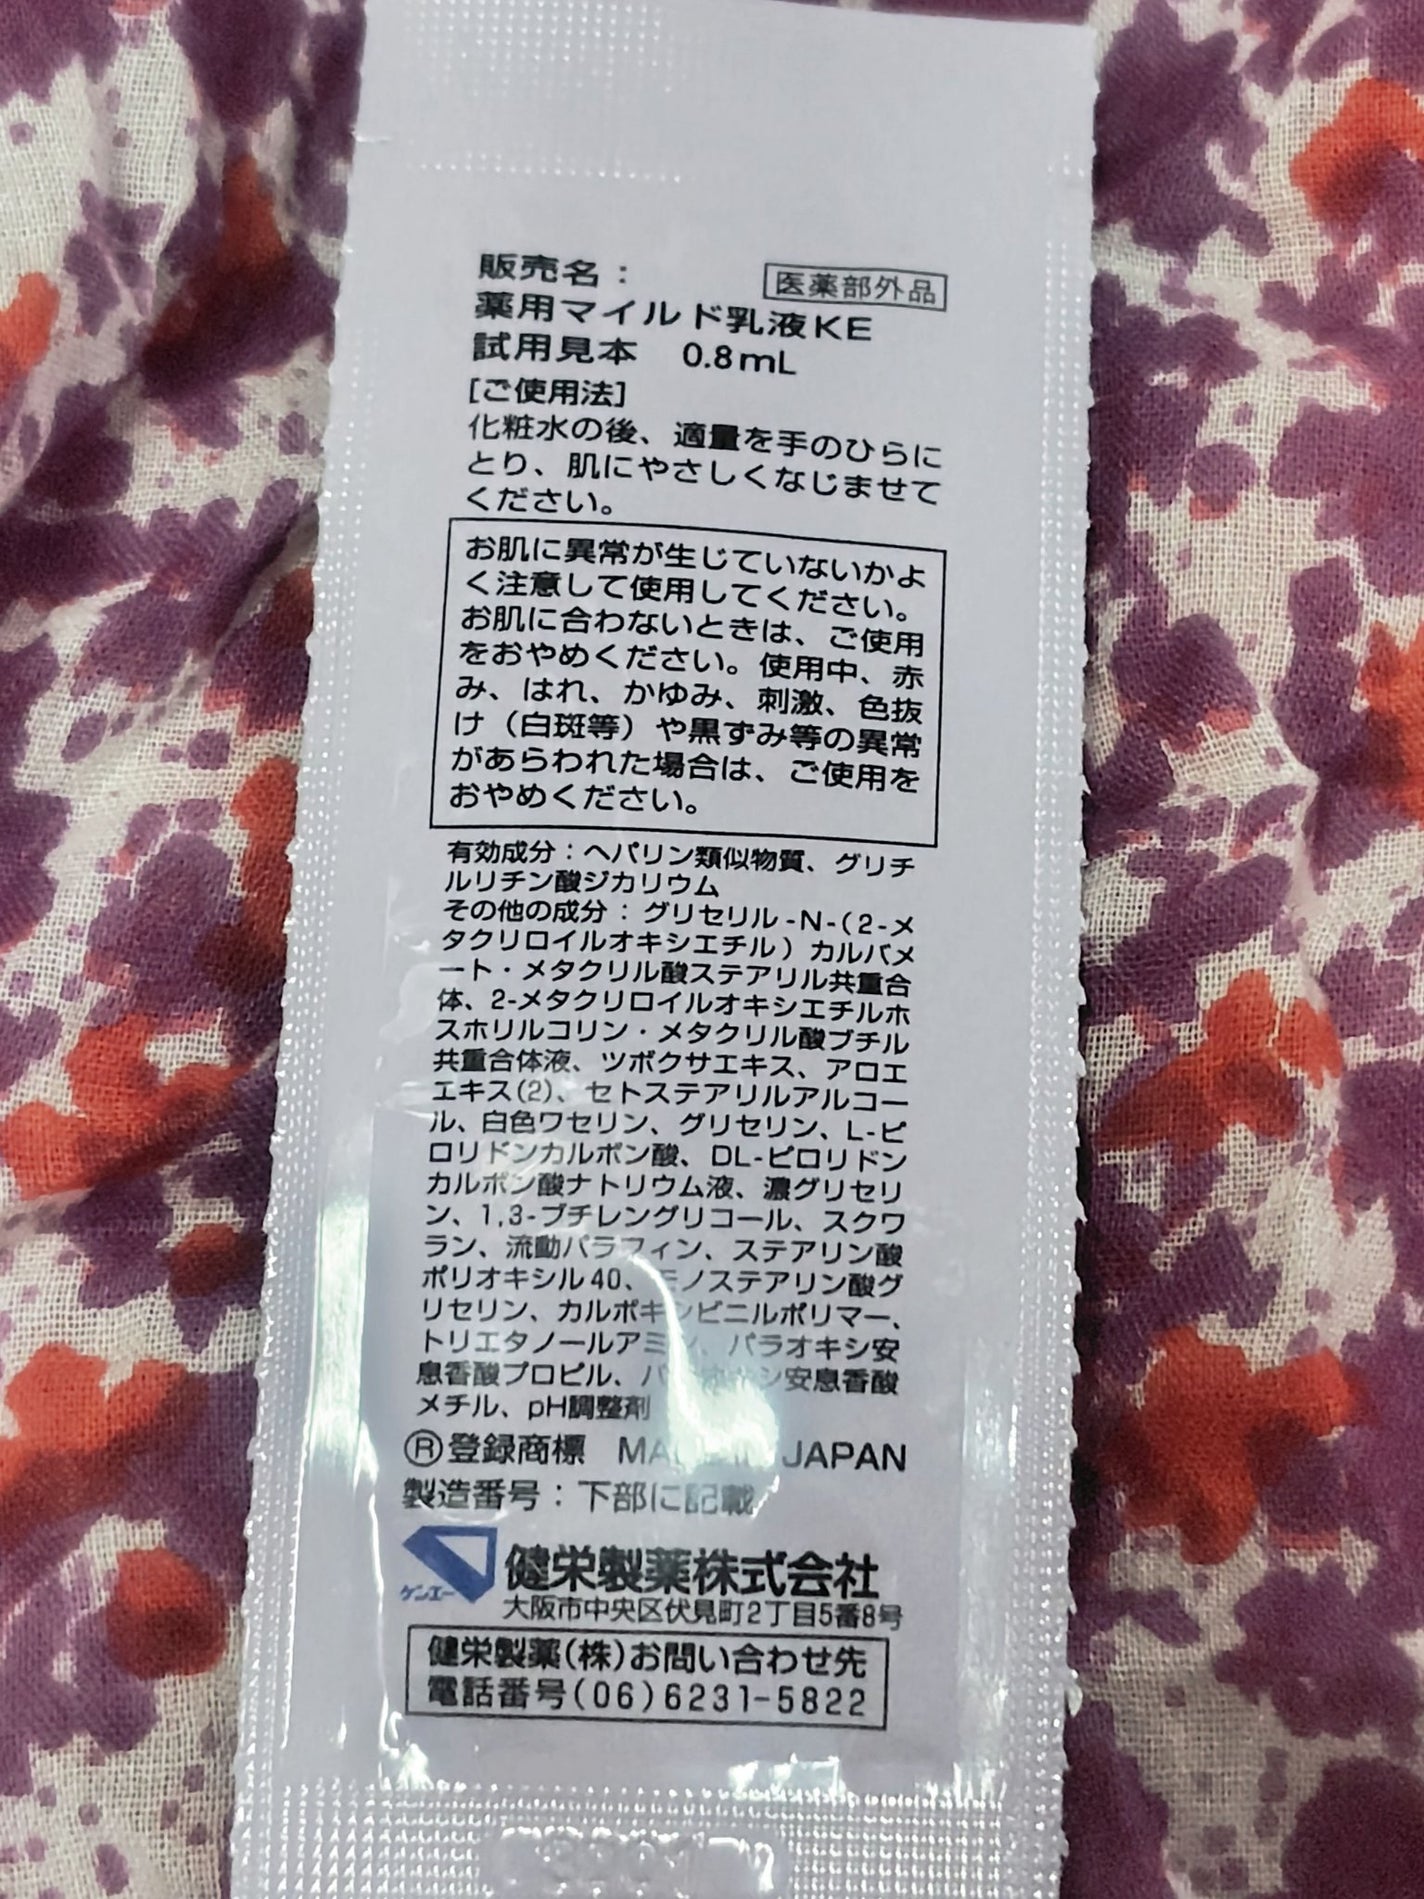 販売名：
医薬部外品
薬用マイルド乳液KE
試用見本 0.8mL
[ご使用法]
化粧水の後、適量を手のひらに
とり、肌にやさしくなじませて
ください。
お肌に異常が生じていないかよ
く注意して使用してください。
お肌に合わないときは、ご使用
をおやめください。使用中、赤
み、はれ、かゆみ、刺激、色抜
け（白斑等）や黒ずみ等の異常
があらわれた場合は、ご使用を
おやめください。
有効成分：ヘパリン類似物質、グリチ
ルリチン酸ジカリウム
その他の成分：グリセリル-N-(2-メ
タクリロイルオキシエチル）カルバメ
ート・メタクリル酸ステアリル共重合
体、2-メタクリロイルオキシエチルホ
スホリルコリン・メタクリル酸ブチル
共重合体液、ツボクサエキス、アロエ
エキス(2)、セトステアリルアルコー
ル、白色ワセリン、グリセリン、L-ピ
ロリドンカルボン酸、DL-ピロリドン
カルボン酸ナトリウム液、濃グリセリ
ン、1,3-ブチレングリコール、スクワ
ラン、流動パラフィン、ステアリン酸
ポリオキシル40、モノステアリン酸グ
リセリン、カルボキシビニルポリマー、
トリエタノールアミン、パラオキシ安
息香酸プロピル、パラオキシ安息香酸
メチル、pH調整剤
Ⓡ登録商標 MADE IN JAPAN
製造番号：下部に記載
ケンエー
健栄製薬株式会社
大阪市中央区伏見町2丁目5番8号
健栄製薬(株)お問い合わせ先
電話番号(06)6231-5822